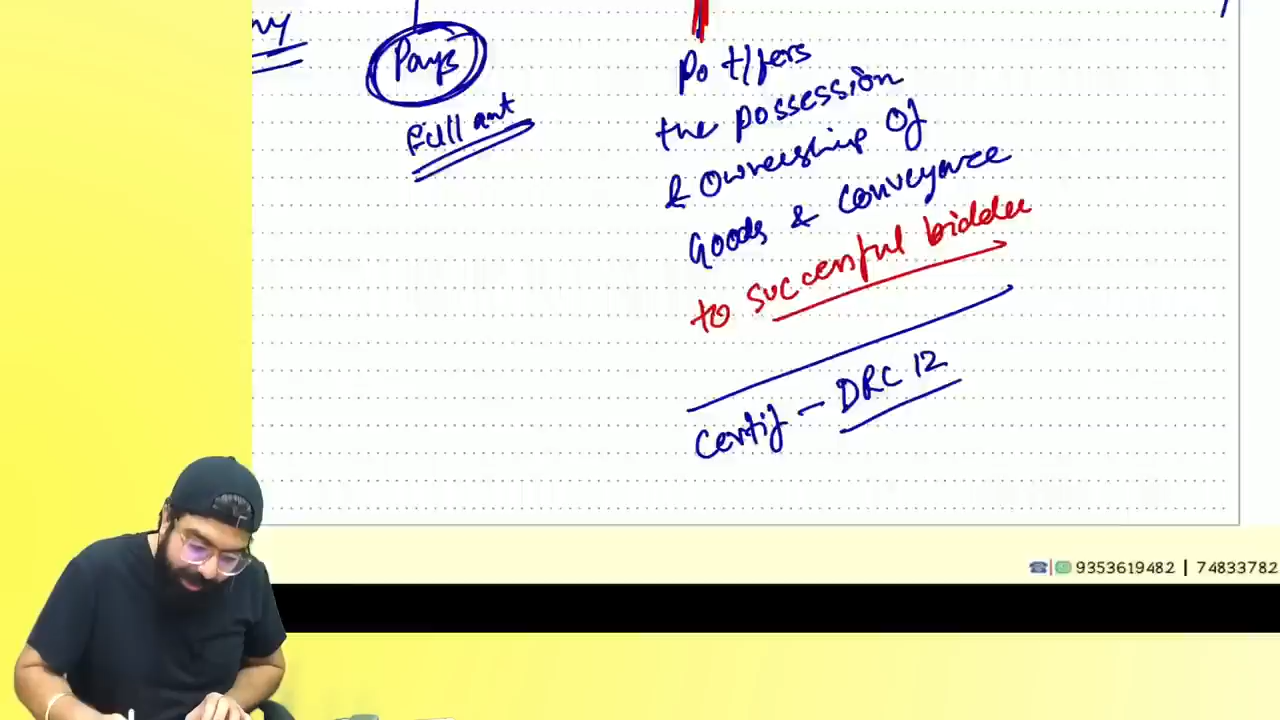 ny
Pays
Full amt
Po t/fers
the possession
& Ownership of
Goods & Conveyance
to successful bidder
Certif - DRC 12
9353619482 | 74833782